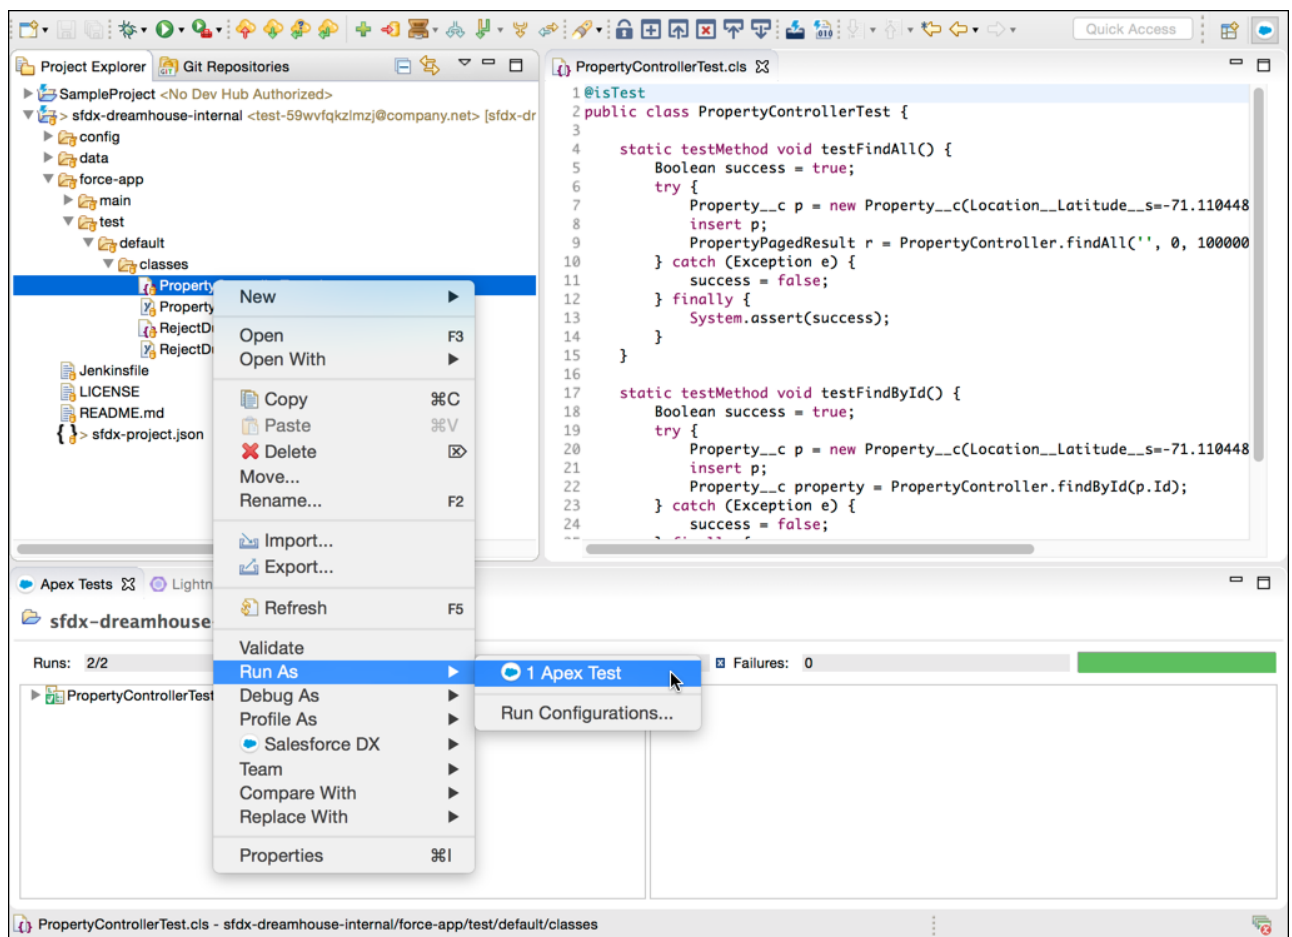 Quick Access
Project Explorer
Git Repositories
SampleProject <No Dev Hub Authorized>
> sfdx-dreamhouse-internal <test-59wvfqkzlmzj@company.net> [sfdx-dr
config
data
force-app
main
test
default
classes
Property
Property
RejectD
RejectD
Jenkinsfile
LICENSE
README.md
> sfdx-project.json
New
Open F3
Open With
Copy ⌘C
Paste ⌘V
Delete ⌦
Move...
Rename... F2
Import...
Export...
Refresh F5
Validate
Run As
Debug As
Profile As
Salesforce DX
Team
Compare With
Replace With
Properties ⌘I
1 Apex Test
Run Configurations...
PropertyControllerTest.cls
1 @isTest
2 public class PropertyControllerTest {
3
4 static testMethod void testFindAll() {
5 Boolean success = true;
6 try {
7 Property__c p = new Property__c(Location__Latitude__s=-71.110448
8 insert p;
9 PropertyPagedResult r = PropertyController.findAll('', 0, 100000
10 } catch (Exception e) {
11 success = false;
12 } finally {
13 System.assert(success);
14 }
15 }
16
17 static testMethod void testFindById() {
18 Boolean success = true;
19 try {
20 Property__c p = new Property__c(Location__Latitude__s=-71.110448
21 insert p;
22 Property__c property = PropertyController.findById(p.Id);
23 } catch (Exception e) {
24 success = false;
Apex Tests
Lightn
sfdx-dreamhouse-
Runs: 2/2
Failures: 0
PropertyControllerTest
PropertyControllerTest.cls - sfdx-dreamhouse-internal/force-app/test/default/classes